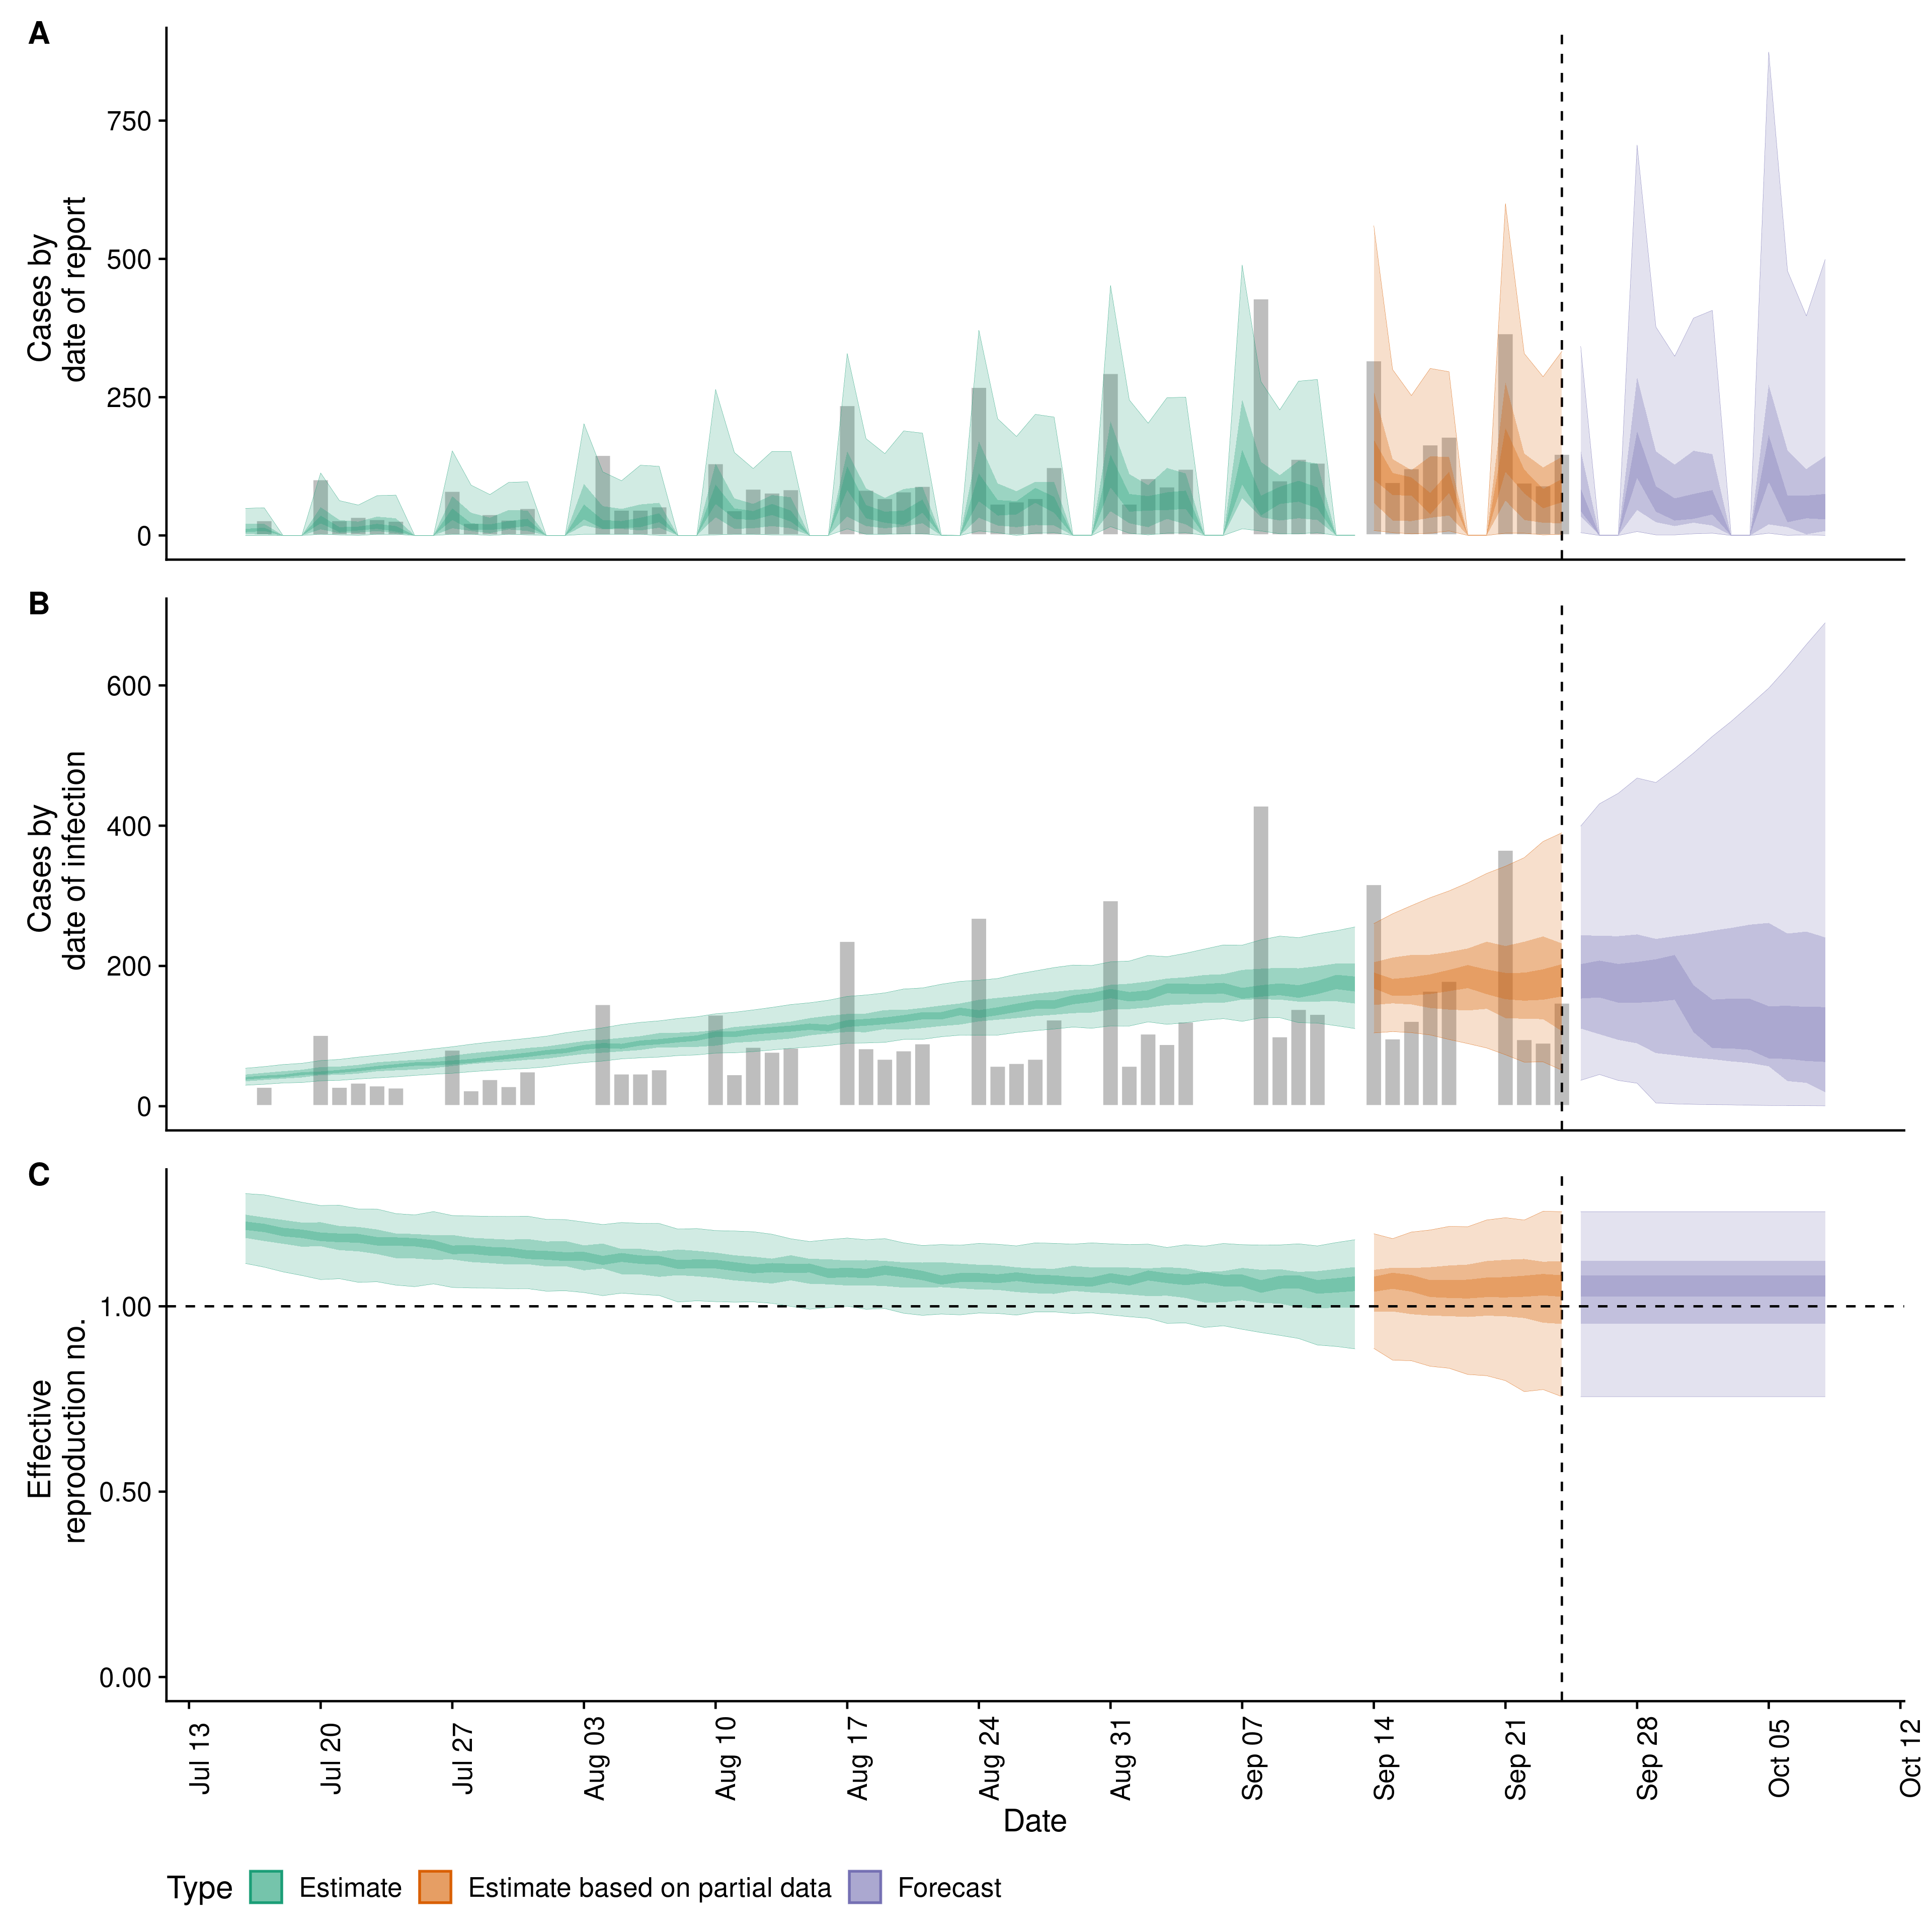 A
Cases by
date of report
750
500
250
0
B
Cases by
date of infection
600
400
200
0
C
Effective
reproduction no.
1.00
0.50
0.00
Jul 13
Jul 20
Jul 27
Aug 03
Aug 10
Aug 17
Aug 24
Aug 31
Sep 07
Sep 14
Sep 21
Sep 28
Oct 05
Oct 12
Date
Type Estimate Estimate based on partial data Forecast